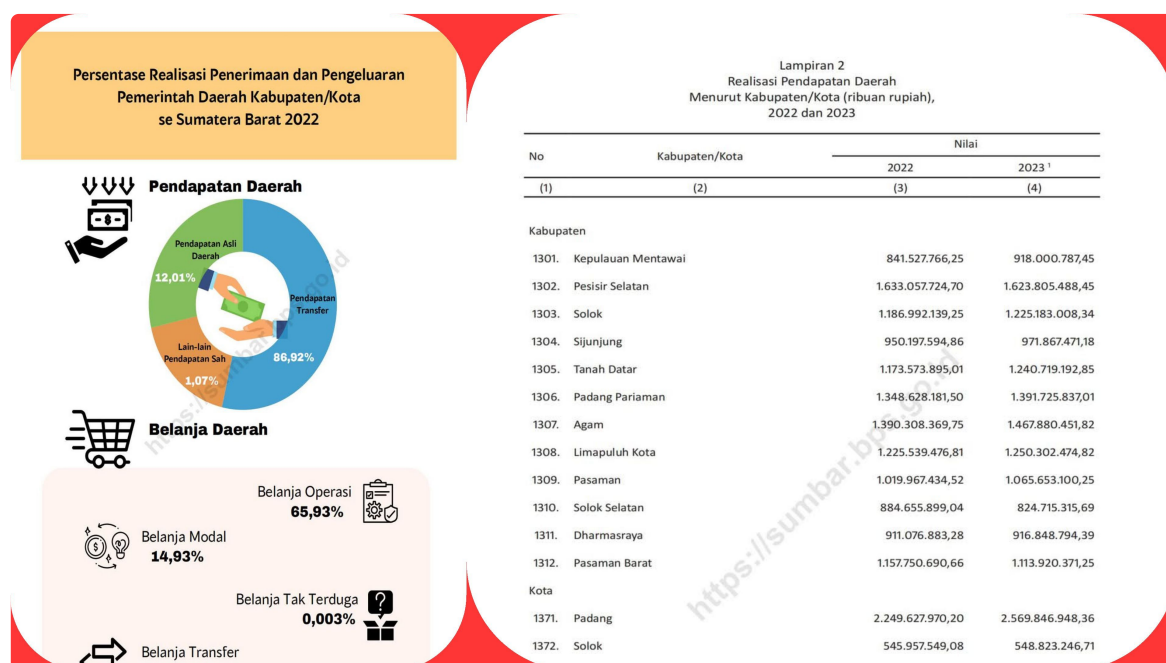 Persentase Realisasi Penerimaan dan Pengeluaran
Pemerintah Daerah Kabupaten/Kota
se Sumatera Barat 2022
Pendapatan Daerah
Pendapatan Asli
Daerah
12,01%
Pendapatan
Transfer
86,92%
Lain-lain
Pendapatan Sah
1,07%
https://sumbar.bps.go.id
Belanja Daerah
Belanja Operasi
65,93%
Belanja Modal
14,93%
Belanja Tak Terduga
0,003%
Belanja Transfer
Lampiran 2
Realisasi Pendapatan Daerah
Menurut Kabupaten/Kota (ribuan rupiah),
2022 dan 2023
No Kabupaten/Kota Nilai
2022 2023 ¹
(1) (2) (3) (4)
Kabupaten
1301. Kepulauan Mentawai 841.527.766,25 918.000.787,45
1302. Pesisir Selatan 1.633.057.724,70 1.623.805.488,45
1303. Solok 1.186.992.139,25 1.225.183.008,34
1304. Sijunjung 950.197.594,86 971.867.471,18
1305. Tanah Datar 1.173.573.895,01 1.240.719.192,85
1306. Padang Pariaman 1.348.628.181,50 1.391.725.837,01
1307. Agam 1.390.308.369,75 1.467.880.451,82
1308. Limapuluh Kota 1.225.539.476,81 1.250.302.474,82
1309. Pasaman 1.019.967.434,52 1.065.653.100,25
1310. Solok Selatan 884.655.899,04 824.715.315,69
1311. Dharmasraya 911.076.883,28 916.848.794,39
1312. Pasaman Barat 1.157.750.690,66 1.113.920.371,25
Kota
1371. Padang 2.249.627.970,20 2.569.846.948,36
1372. Solok 545.957.549,08 548.823.246,71
https://sumbar.bps.go.id